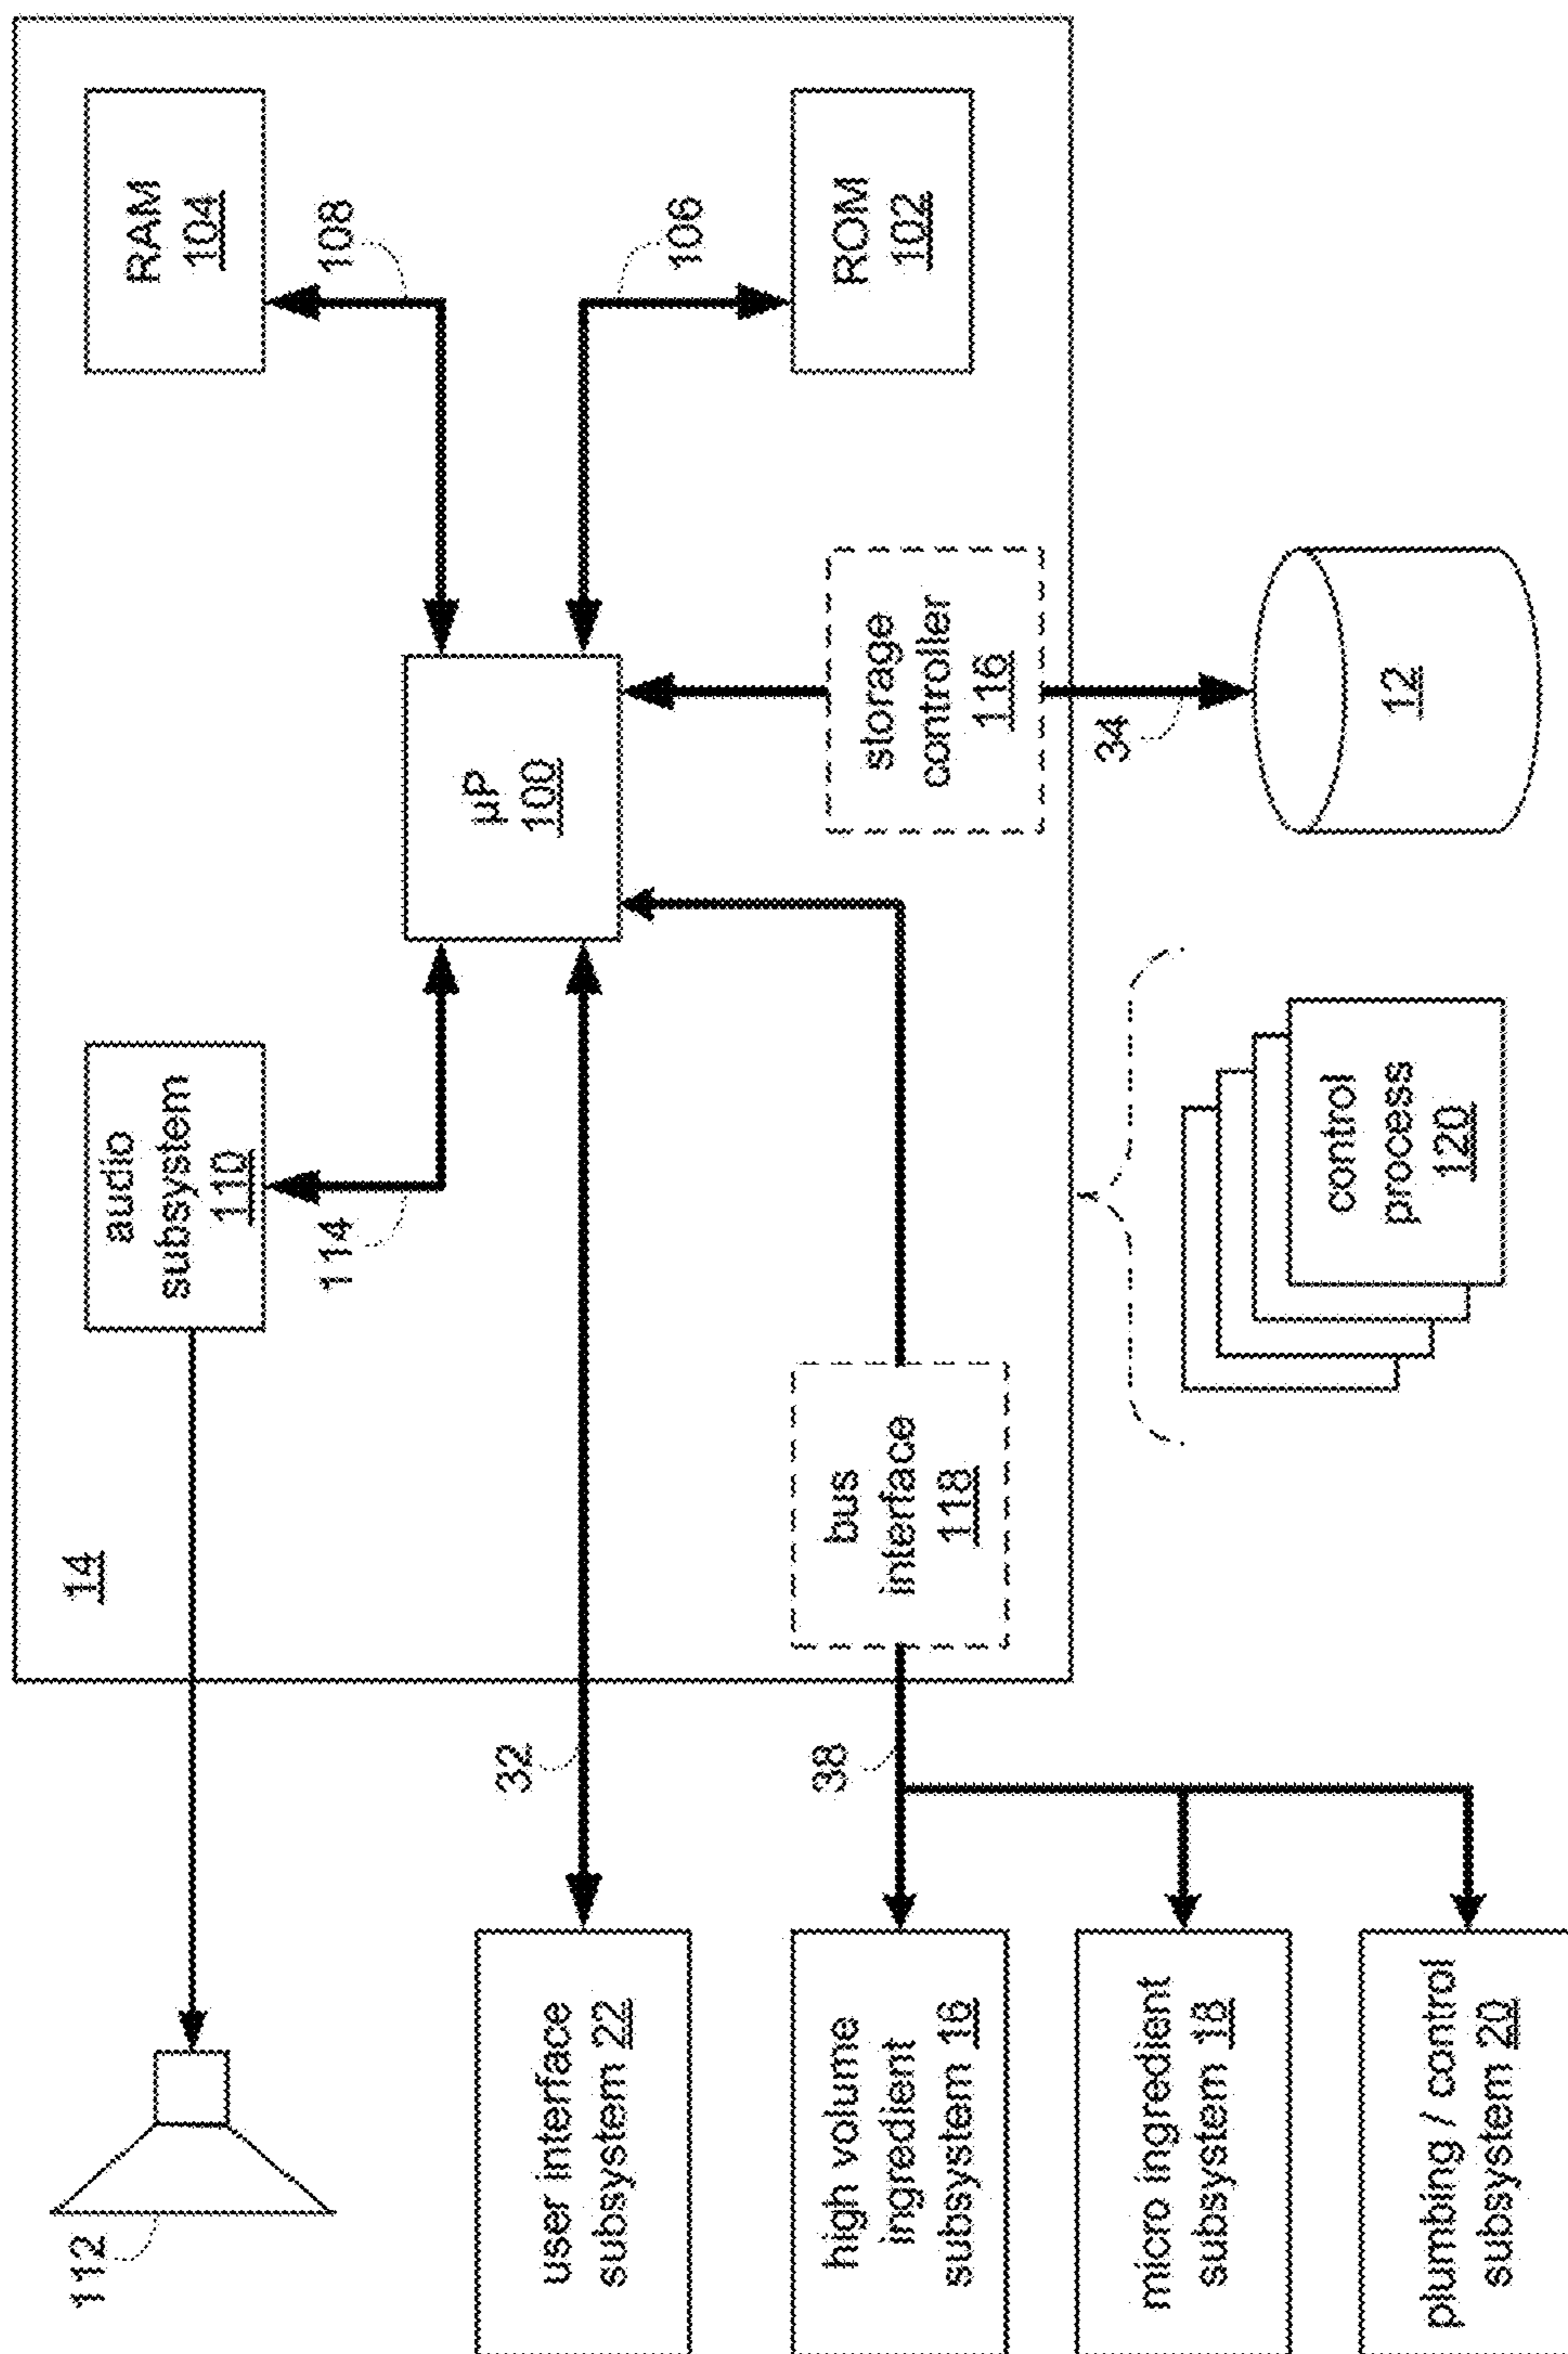 14
RAM
104
108
106
ROM
102
µP
100
audio
subsystem
110
114
storage
controller
116
34
12
bus
interface
118
control
process
120
112
32
38
user interface
subsystem 22
high volume
ingredient
subsystem 16
micro ingredient
subsystem 18
plumbing / control
subsystem 20